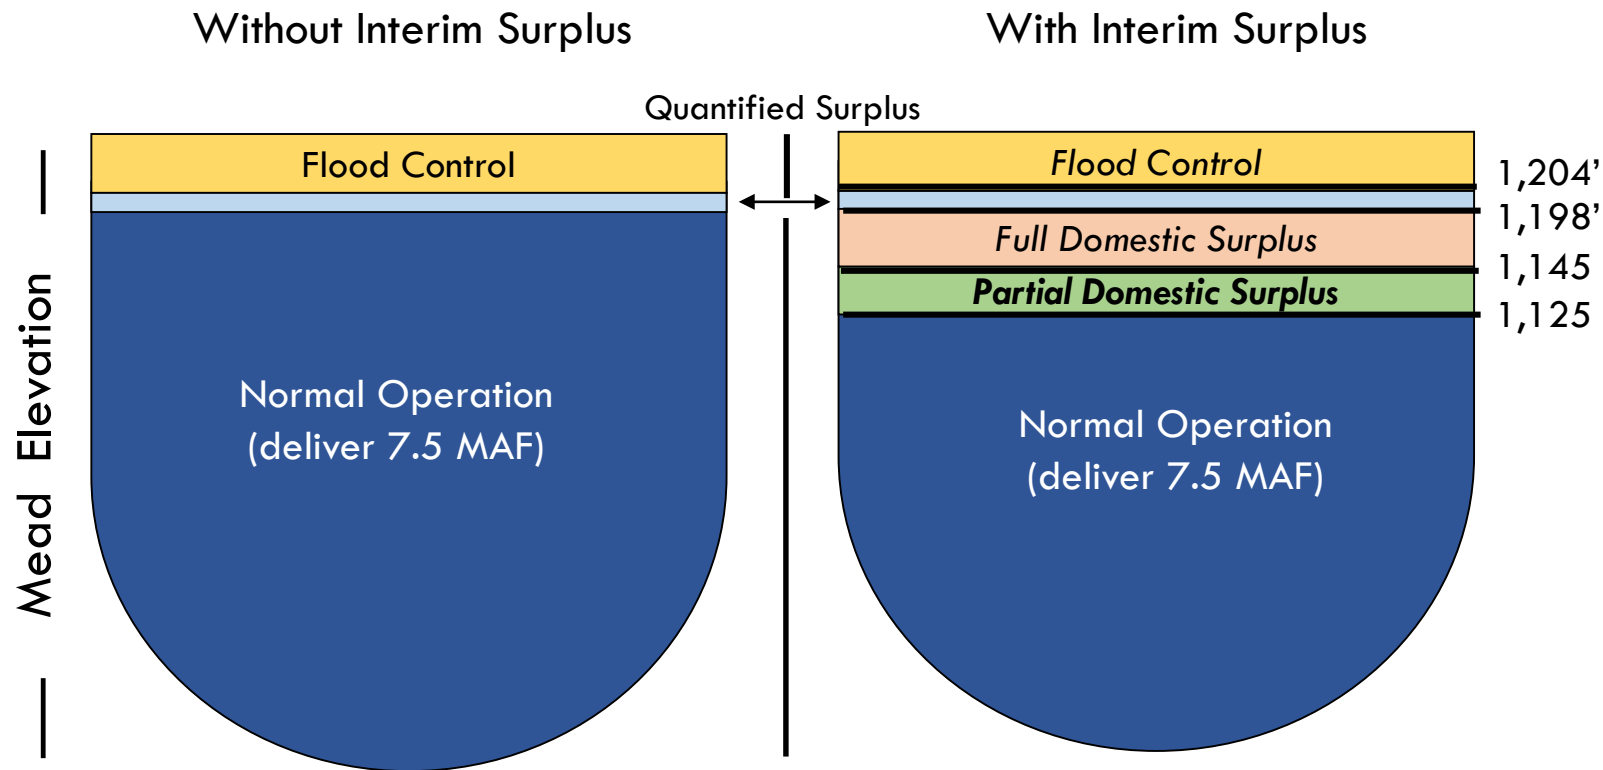 Without Interim Surplus
With Interim Surplus
Quantified Surplus
Mead Elevation
Flood Control
Normal Operation
(deliver 7.5 MAF)
Flood Control
1,204’
1,198’
Full Domestic Surplus
1,145
Partial Domestic Surplus
1,125
Normal Operation
(deliver 7.5 MAF)